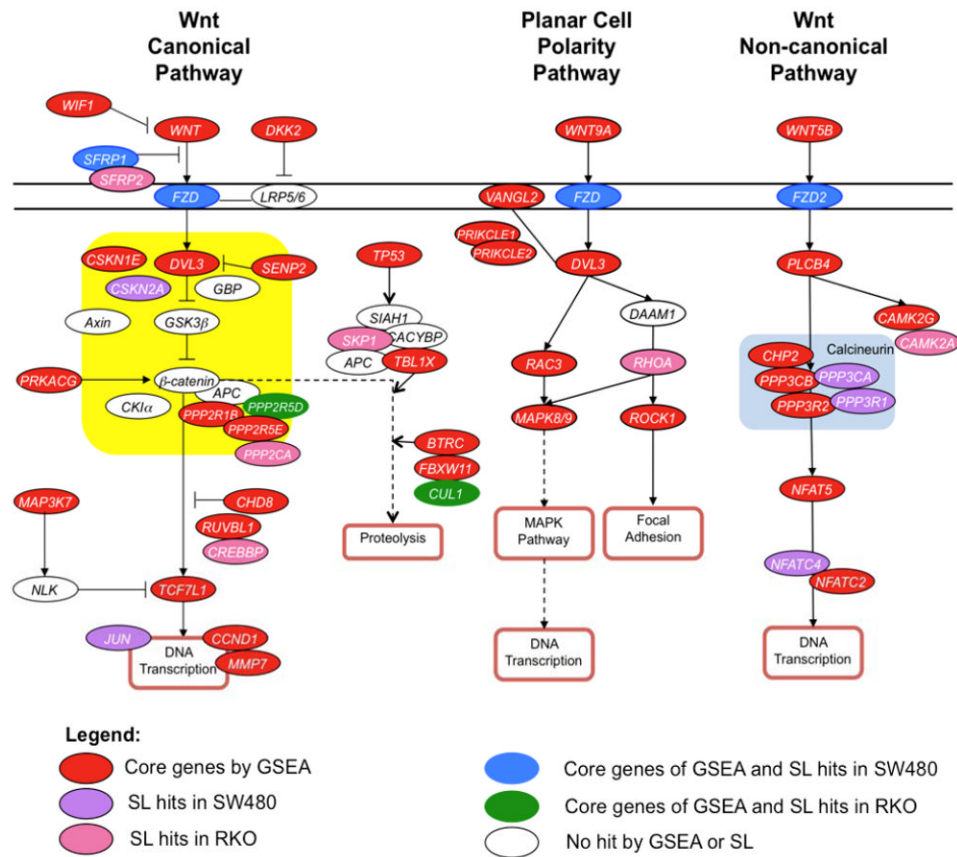 Wnt
Canonical
Pathway
Planar Cell
Polarity
Pathway
Wnt
Non-canonical
Pathway
WIF1
WNT
DKK2
SFRP1
SFRP2
FZD
LRP5/6
CSKN1E
DVL3
SENP2
CSKN2A
GBP
Axin
GSK3β
PRKACG
β-catenin
APC
CKIα
PPP2R1B
PPP2R5D
PPP2R5E
PPP2CA
MAP3K7
CHD8
RUVBL1
CREBBP
NLK
TCF7L1
JUN
CCND1
MMP7
DNA
Transcription
TP53
SIAH1
SKP1
CACYBP
APC
TBL1X
BTRC
FBXW11
CUL1
Proteolysis
WNT9A
VANGL2
FZD
PRIKCLE1
PRIKCLE2
DVL3
DAAM1
RAC3
RHOA
MAPK8/9
ROCK1
MAPK
Pathway
Focal
Adhesion
DNA
Transcription
WNT5B
FZD2
PLCB4
CAMK2G
CAMK2A
Calcineurin
CHP2
PPP3CB
PPP3CA
PPP3R2
PPP3R1
NFAT5
NFATC4
NFATC2
DNA
Transcription
Legend:
Core genes by GSEA
SL hits in SW480
SL hits in RKO
Core genes of GSEA and SL hits in SW480
Core genes of GSEA and SL hits in RKO
No hit by GSEA or SL